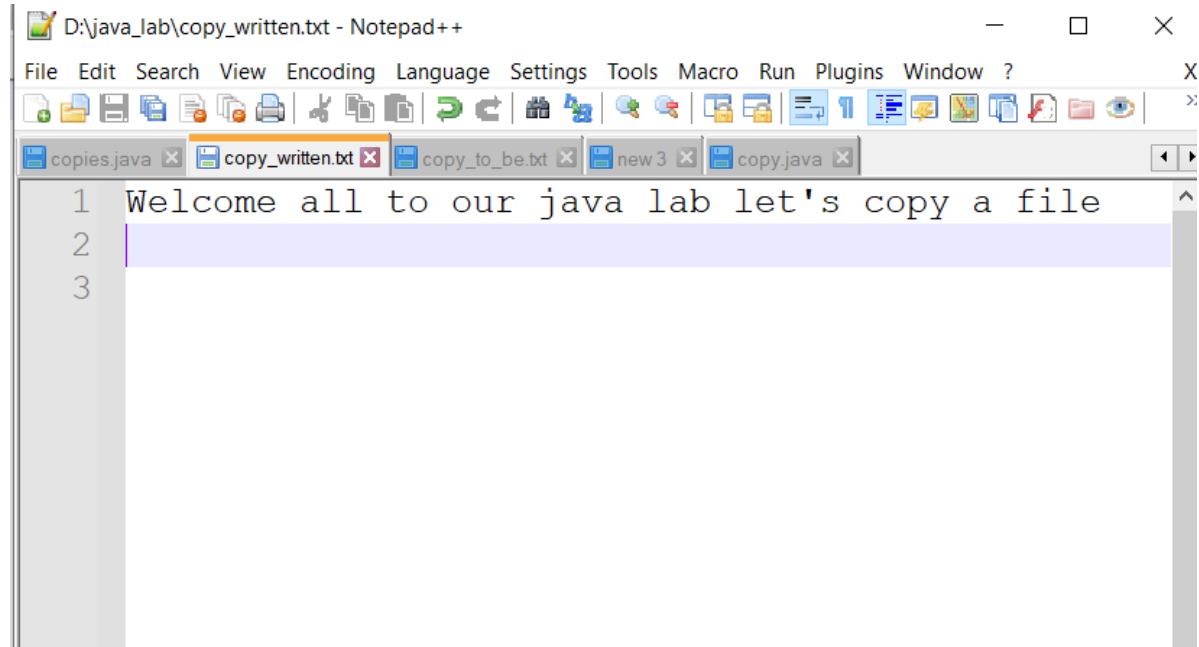 D:\java_lab\copy_written.txt - Notepad++
File Edit Search View Encoding Language Settings Tools Macro Run Plugins Window ? X
copies.java copy_written.txt copy_to_be.txt new 3 copy.java
1 Welcome all to our java lab let's copy a file
2
3